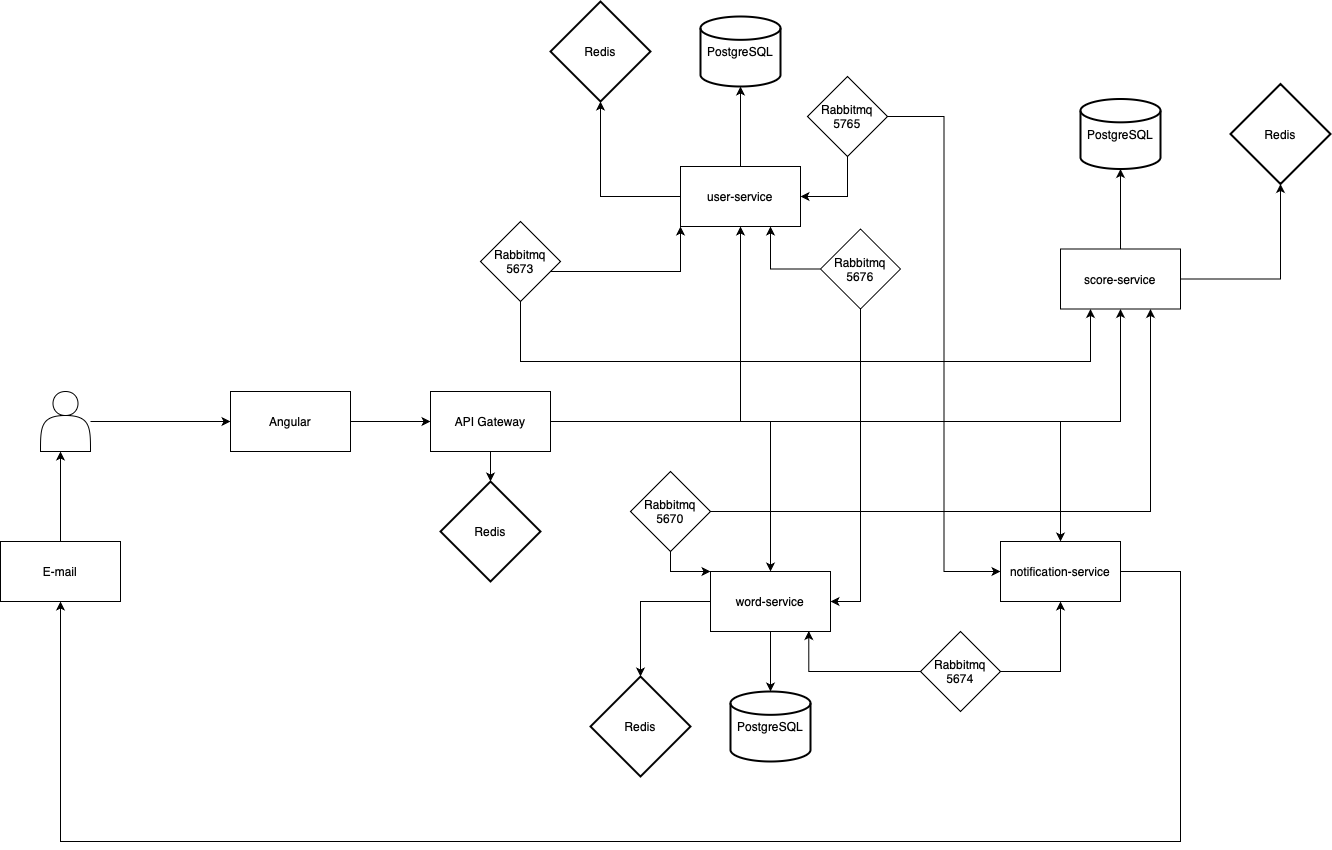 Redis
PostgreSQL
Rabbitmq
5765
PostgreSQL
Redis
user-service
Rabbitmq
5673
Rabbitmq
5676
score-service
Angular
API Gateway
Rabbitmq
5670
Redis
E-mail
notification-service
word-service
Rabbitmq
5674
Redis
PostgreSQL